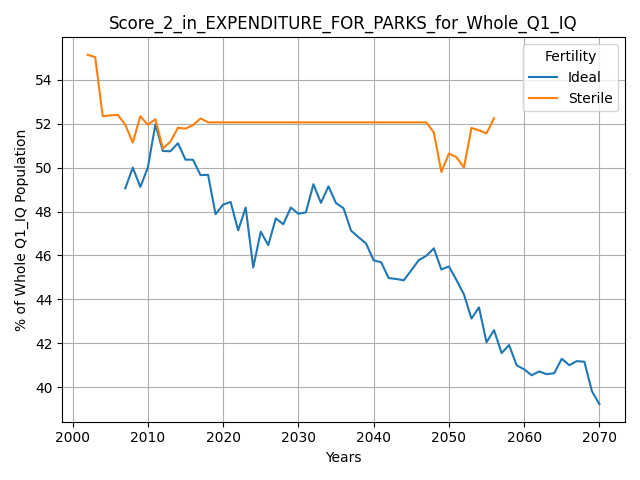 Score_2_in_EXPENDITURE_FOR_PARKS_for_Whole_Q1_IQ
Fertility
Ideal
Sterile
% of Whole Q1_IQ Population
54
52
50
48
46
44
42
40
2000 2010 2020 2030 2040 2050 2060 2070
Years